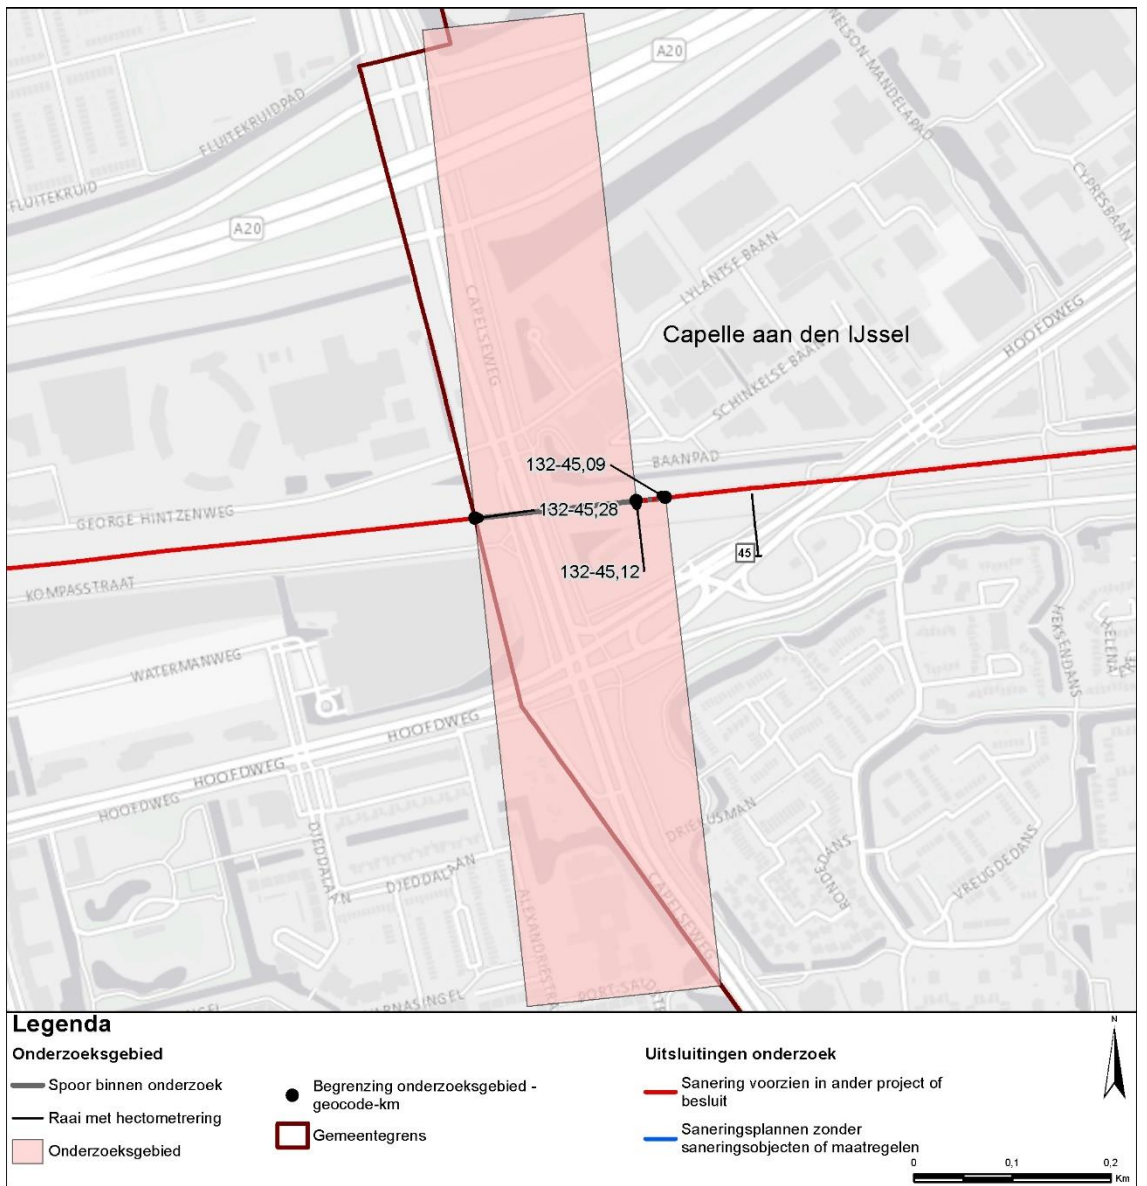 A20
NELSON-MANDELAPAD
FLUITEKRUIDPAD
CYPRESBAAN
FLUITEKRUID
A20
LYLANTSE BAAN
CAPELSEWEG
Capelle aan den IJssel
HOOFDWEG
SCHINKELSE BAAN
132-45,09
BAANPAD
132-45,28
GEORGE HINTZENWEG
45
132-45,12
KOMPASSTRAAT
HEKSENDANS
HELENA
WATERMANWEG
HOOFDWEG
HOOFDWEG
HOOFDWEG
DRIEKUSMAN
DJEDDALAAN
DJEDDALAAN
RONDEDANS
VREUGDEDANS
CAPELSEWEG
PORT-SAID
Legenda
Onderzoeksgebied
Spoor binnen onderzoek
Raai met hectometrering
Onderzoeksgebied
Begrenzing onderzoeksgebied -
geocode-km
Gemeentegrens
Uitsluitingen onderzoek
Sanering voorzien in ander project of
besluit
Saneringsplannen zonder
saneringsobjecten of maatregelen
N
0 0,1 0,2
Km